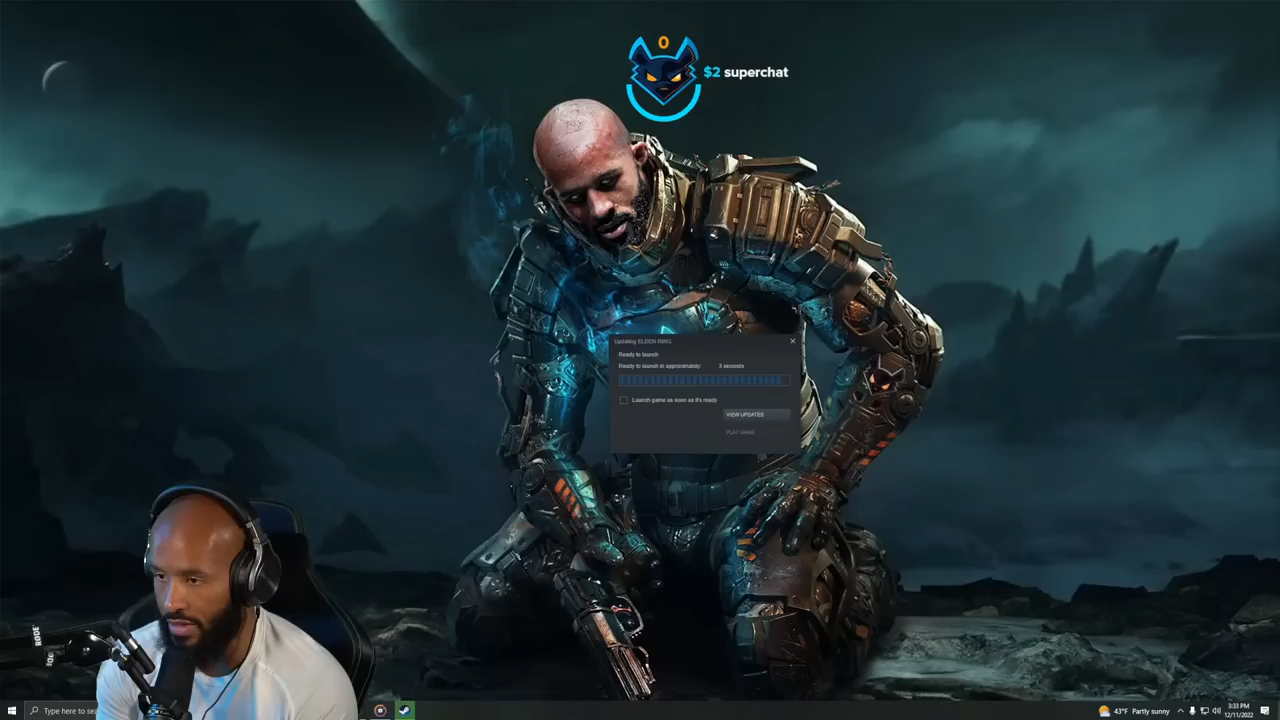 0
$2 superchat
Updating ELDEN RING
Ready to launch
Ready to launch in approximately: 3 seconds
Launch game as soon as it's ready
VIEW UPDATES
PLAY GAME
RØDE
Type here to sea
43°F Partly sunny
3:33 PM
12/11/2022